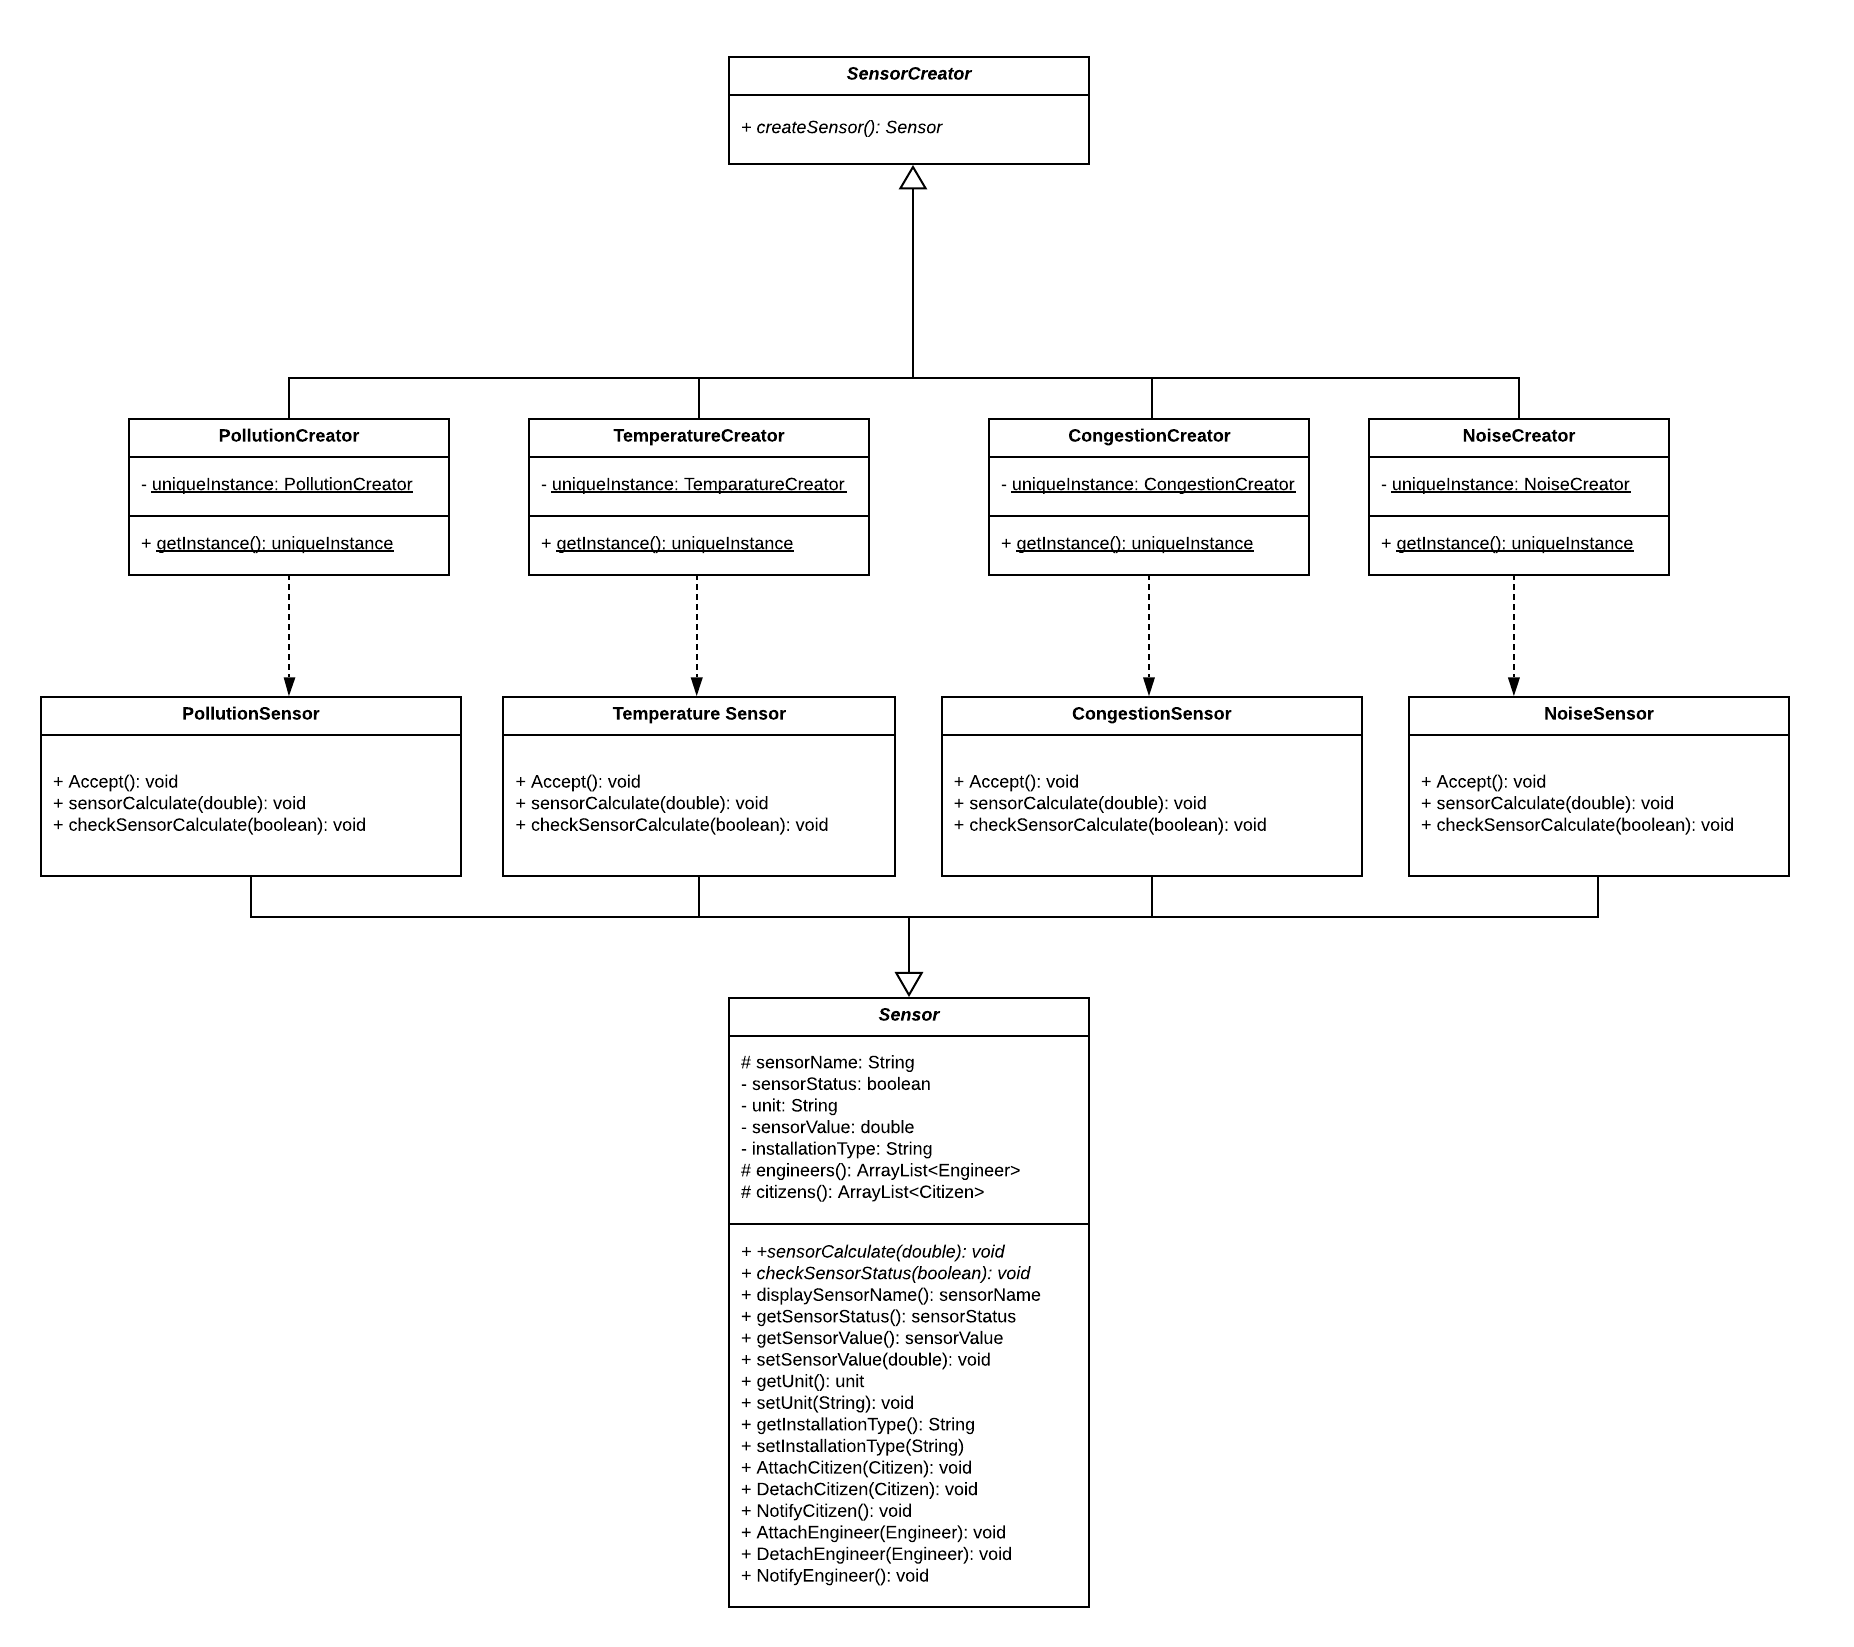 SensorCreator
+ createSensor(): Sensor
PollutionCreator
- uniqueInstance: PollutionCreator
+ getInstance(): uniqueInstance
TemperatureCreator
- uniqueInstance: TemparatureCreator
+ getInstance(): uniqueInstance
CongestionCreator
- uniqueInstance: CongestionCreator
+ getInstance(): uniqueInstance
NoiseCreator
- uniqueInstance: NoiseCreator
+ getInstance(): uniqueInstance
PollutionSensor
+ Accept(): void
+ sensorCalculate(double): void
+ checkSensorCalculate(boolean): void
Temperature Sensor
+ Accept(): void
+ sensorCalculate(double): void
+ checkSensorCalculate(boolean): void
CongestionSensor
+ Accept(): void
+ sensorCalculate(double): void
+ checkSensorCalculate(boolean): void
NoiseSensor
+ Accept(): void
+ sensorCalculate(double): void
+ checkSensorCalculate(boolean): void
Sensor
# sensorName: String
- sensorStatus: boolean
- unit: String
- sensorValue: double
- installationType: String
# engineers(): ArrayList<Engineer>
# citizens(): ArrayList<Citizen>
+ +sensorCalculate(double): void
+ checkSensorStatus(boolean): void
+ displaySensorName(): sensorName
+ getSensorStatus(): sensorStatus
+ getSensorValue(): sensorValue
+ setSensorValue(double): void
+ getUnit(): unit
+ setUnit(String): void
+ getInstallationType(): String
+ setInstallationType(String)
+ AttachCitizen(Citizen): void
+ DetachCitizen(Citizen): void
+ NotifyCitizen(): void
+ AttachEngineer(Engineer): void
+ DetachEngineer(Engineer): void
+ NotifyEngineer(): void